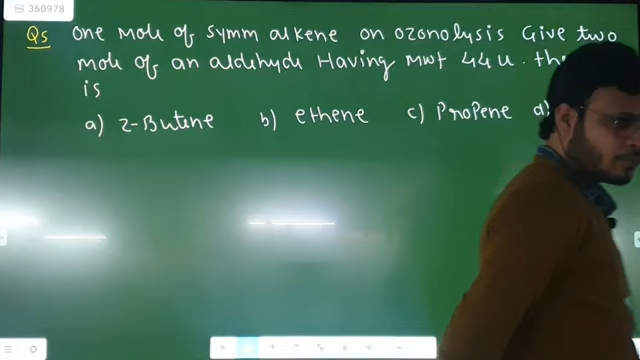 360978
Qs One Mole of Symm alkene on ozonolysis Give two
mole of an aldehyde Having mwt 44u.
is
a) 2-Butene b) ethene c) Propene d)